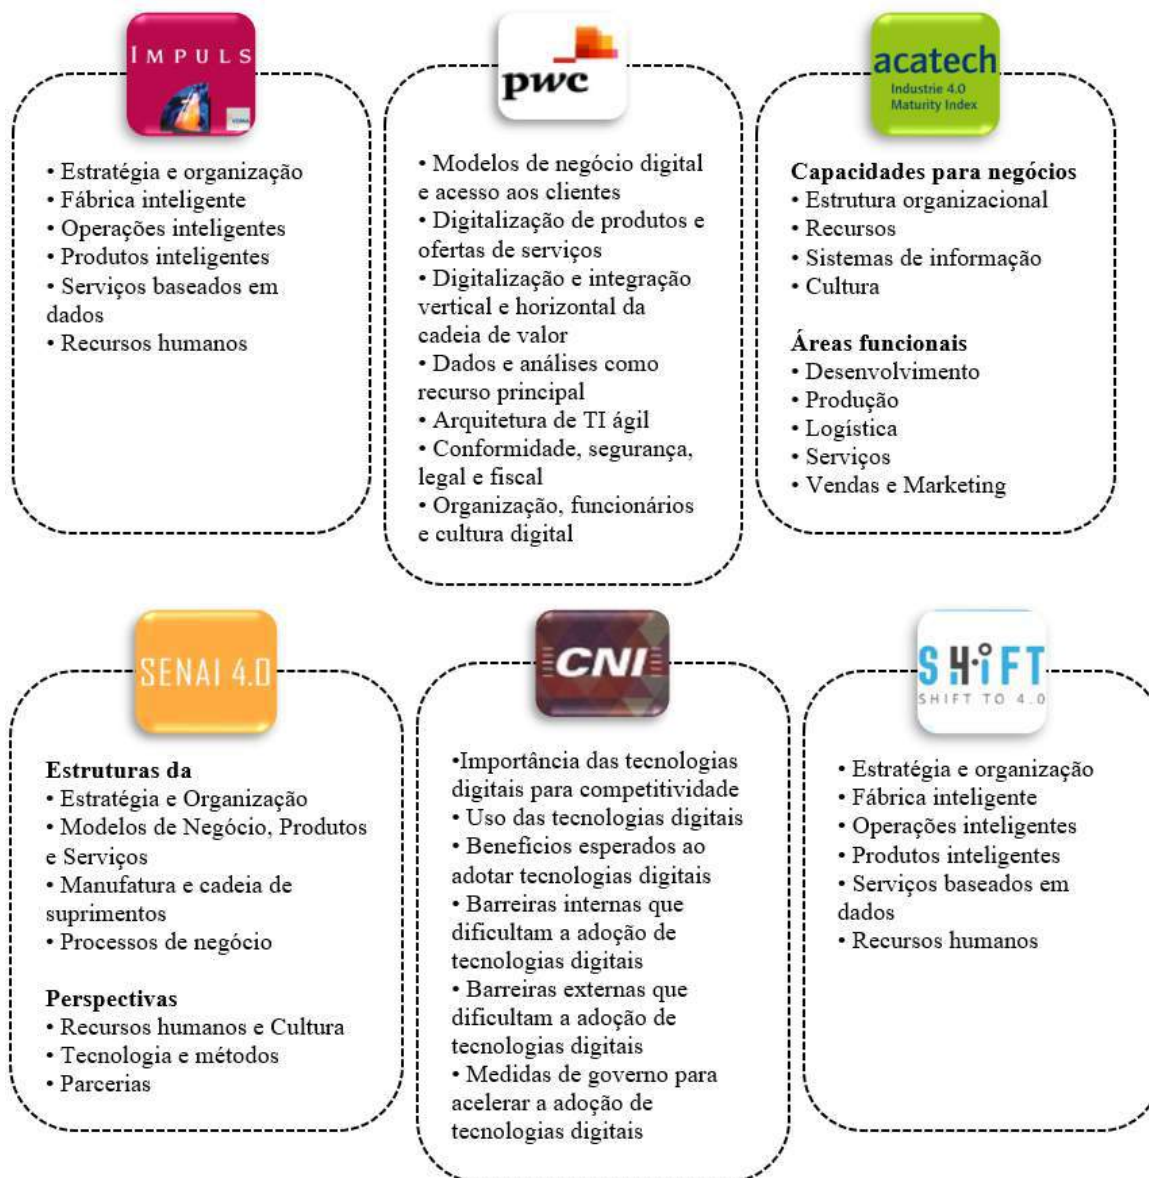 IMPULS
• Estratégia e organização
• Fábrica inteligente
• Operações inteligentes
• Produtos inteligentes
• Serviços baseados em
dados
• Recursos humanos
pwc
• Modelos de negócio digital
e acesso aos clientes
• Digitalização de produtos e
ofertas de serviços
• Digitalização e integração
vertical e horizontal da
cadeia de valor
• Dados e análises como
recurso principal
• Arquitetura de TI ágil
• Conformidade, segurança,
legal e fiscal
• Organização, funcionários
e cultura digital
acatech
Industrie 4.0
Maturity Index
Capacidades para negócios
• Estrutura organizacional
• Recursos
• Sistemas de informação
• Cultura
Áreas funcionais
• Desenvolvimento
• Produção
• Logística
• Serviços
• Vendas e Marketing
SENAI 4.0
Estruturas da
• Estratégia e Organização
• Modelos de Negócio, Produtos
e Serviços
• Manufatura e cadeia de
suprimentos
• Processos de negócio
Perspectivas
• Recursos humanos e Cultura
• Tecnologia e métodos
• Parcerias
CNI
•Importância das tecnologias
digitais para competitividade
• Uso das tecnologias digitais
• Benefícios esperados ao
adotar tecnologias digitais
• Barreiras internas que
dificultam a adoção de
tecnologias digitais
• Barreiras externas que
dificultam a adoção de
tecnologias digitais
• Medidas de governo para
acelerar a adoção de
tecnologias digitais
SHiFT
SHIFT TO 4.0
• Estratégia e organização
• Fábrica inteligente
• Operações inteligentes
• Produtos inteligentes
• Serviços baseados em
dados
• Recursos humanos